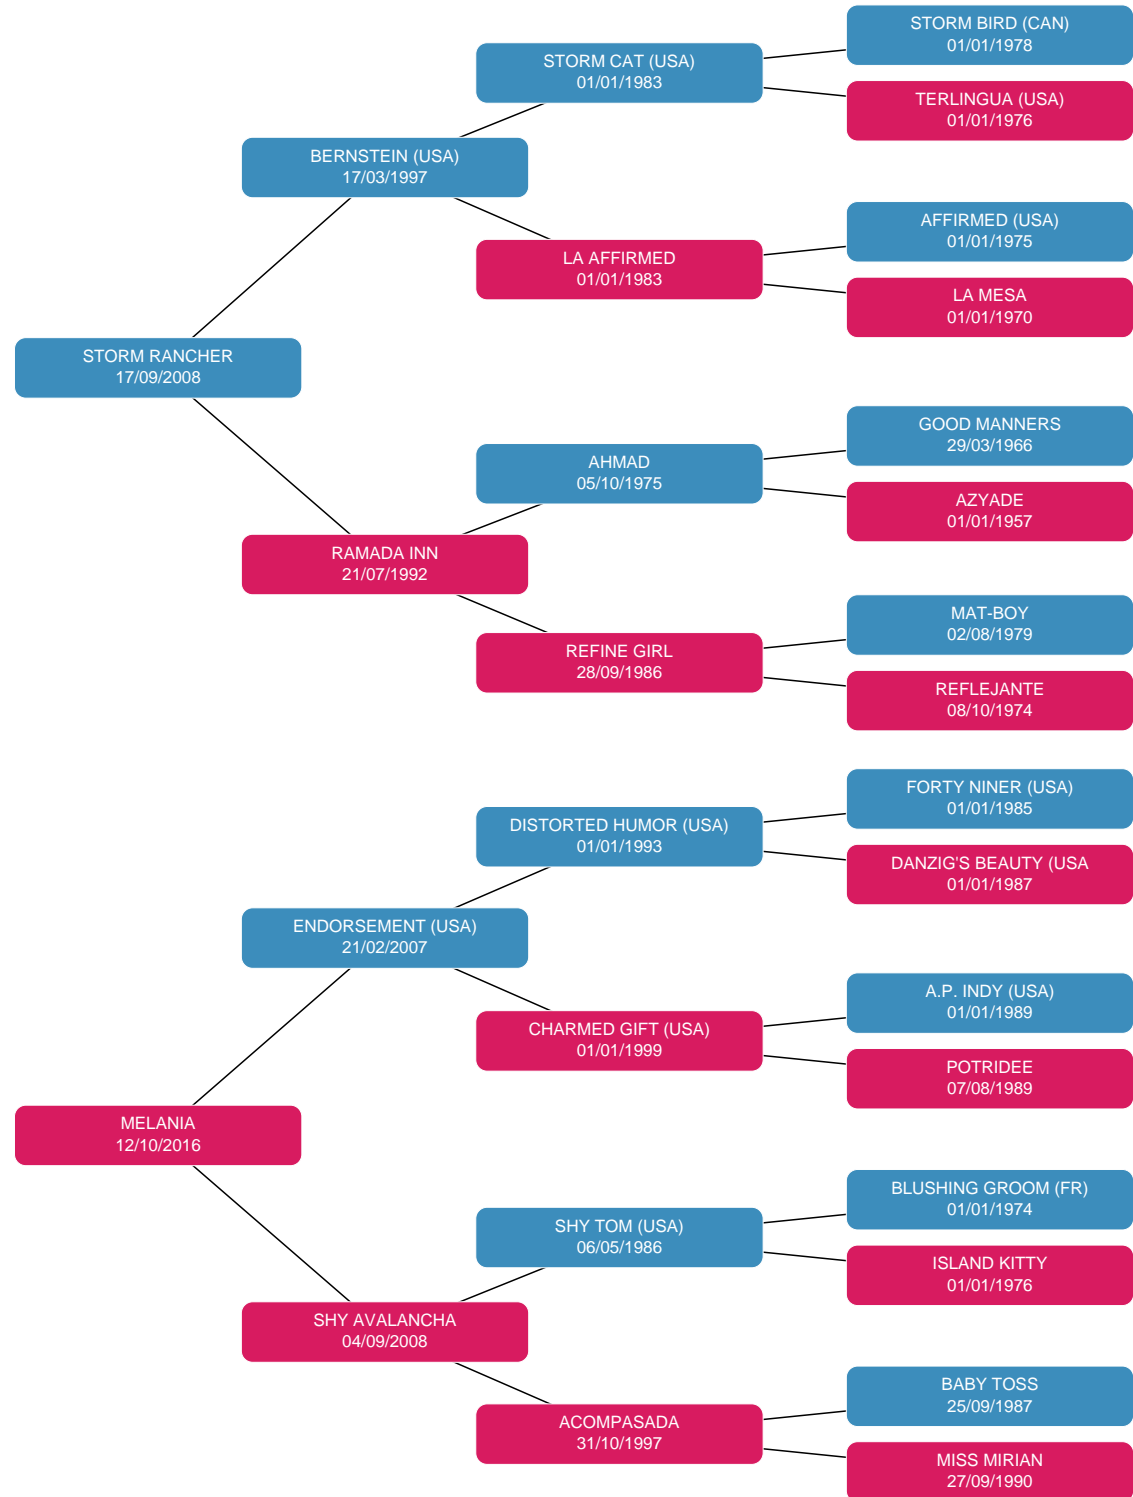 STORM BIRD (CAN)
01/01/1978
STORM CAT (USA)
01/01/1983
TERLINGUA (USA)
01/01/1976
BERNSTEIN (USA)
17/03/1997
AFFIRMED (USA)
01/01/1975
LA AFFIRMED
01/01/1983
LA MESA
01/01/1970
STORM RANCHER
17/09/2008
GOOD MANNERS
29/03/1966
AHMAD
05/10/1975
AZYADE
01/01/1957
RAMADA INN
21/07/1992
MAT-BOY
02/08/1979
REFINE GIRL
28/09/1986
REFLEJANTE
08/10/1974
FORTY NINER (USA)
01/01/1985
DISTORTED HUMOR (USA)
01/01/1993
DANZIG'S BEAUTY (USA
01/01/1987
ENDORSEMENT (USA)
21/02/2007
A.P. INDY (USA)
01/01/1989
CHARMED GIFT (USA)
01/01/1999
POTRIDEE
07/08/1989
MELANIA
12/10/2016
BLUSHING GROOM (FR)
01/01/1974
SHY TOM (USA)
06/05/1986
ISLAND KITTY
01/01/1976
SHY AVALANCHA
04/09/2008
BABY TOSS
25/09/1987
ACOMPASADA
31/10/1997
MISS MIRIAN
27/09/1990